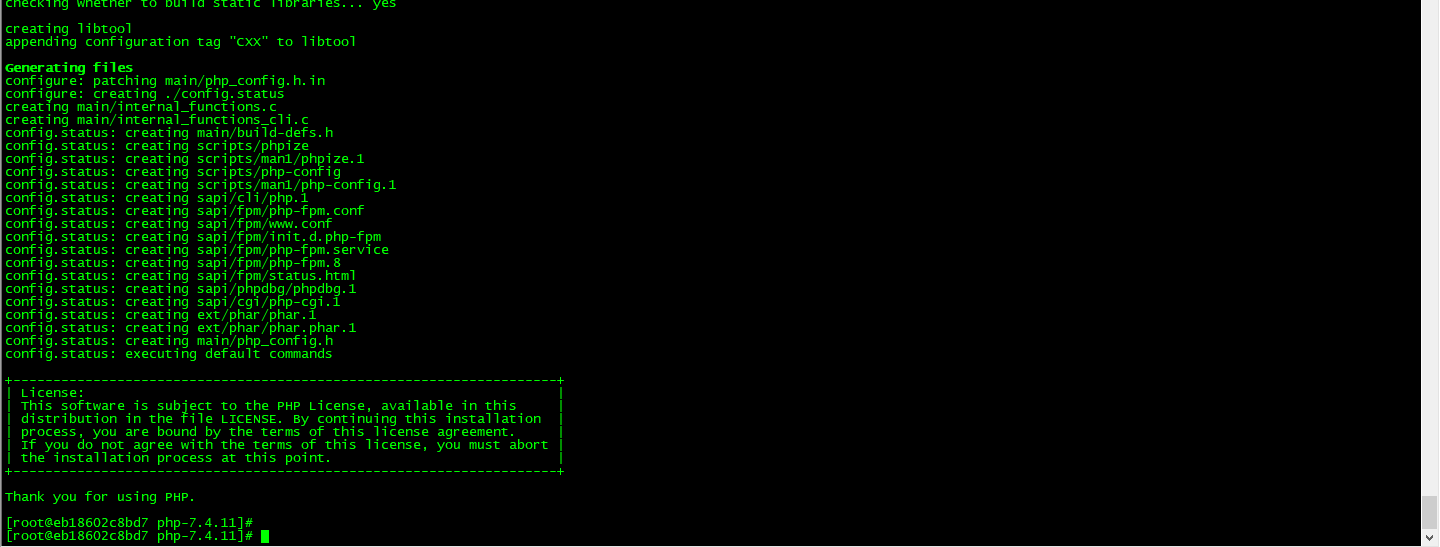 checking whether to build static libraries... yes
creating libtool
appending configuration tag "CXX" to libtool
Generating files
configure: patching main/php_config.h.in
configure: creating ./config.status
creating main/internal_functions.c
creating main/internal_functions_cli.c
config.status: creating main/build-defs.h
config.status: creating scripts/phpize
config.status: creating scripts/man1/phpize.1
config.status: creating scripts/php-config
config.status: creating scripts/man1/php-config.1
config.status: creating sapi/cli/php.1
config.status: creating sapi/fpm/php-fpm.conf
config.status: creating sapi/fpm/www.conf
config.status: creating sapi/fpm/init.d.php-fpm
config.status: creating sapi/fpm/php-fpm.service
config.status: creating sapi/fpm/php-fpm.8
config.status: creating sapi/fpm/status.html
config.status: creating sapi/phpdbg/phpdbg.1
config.status: creating sapi/cgi/php-cgi.1
config.status: creating ext/phar/phar.1
config.status: creating ext/phar/phar.phar.1
config.status: creating main/php_config.h
config.status: executing default commands
+--------------------------------------------------------------------+
| License:                                                           |
| This software is subject to the PHP License, available in this     |
| distribution in the file LICENSE. By continuing this installation  |
| process, you are bound by the terms of this license agreement.     |
| If you do not agree with the terms of this license, you must abort |
| the installation process at this point.                            |
+--------------------------------------------------------------------+
Thank you for using PHP.
[root@eb18602c8bd7 php-7.4.11]#
[root@eb18602c8bd7 php-7.4.11]#